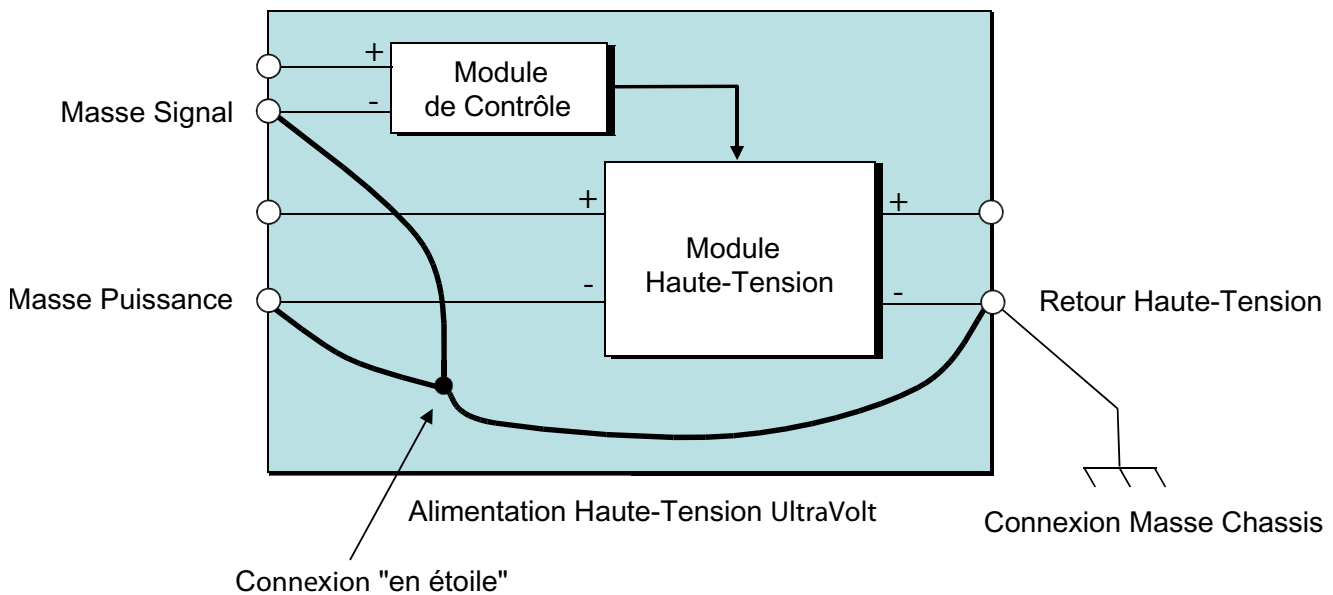 +
Module
de Contrôle
-
Masse Signal
+
+
Module
Haute-Tension
-
-
Masse Puissance
Retour Haute-Tension
Alimentation Haute-Tension UltraVolt
Connexion Masse Chassis
Connexion "en étoile"